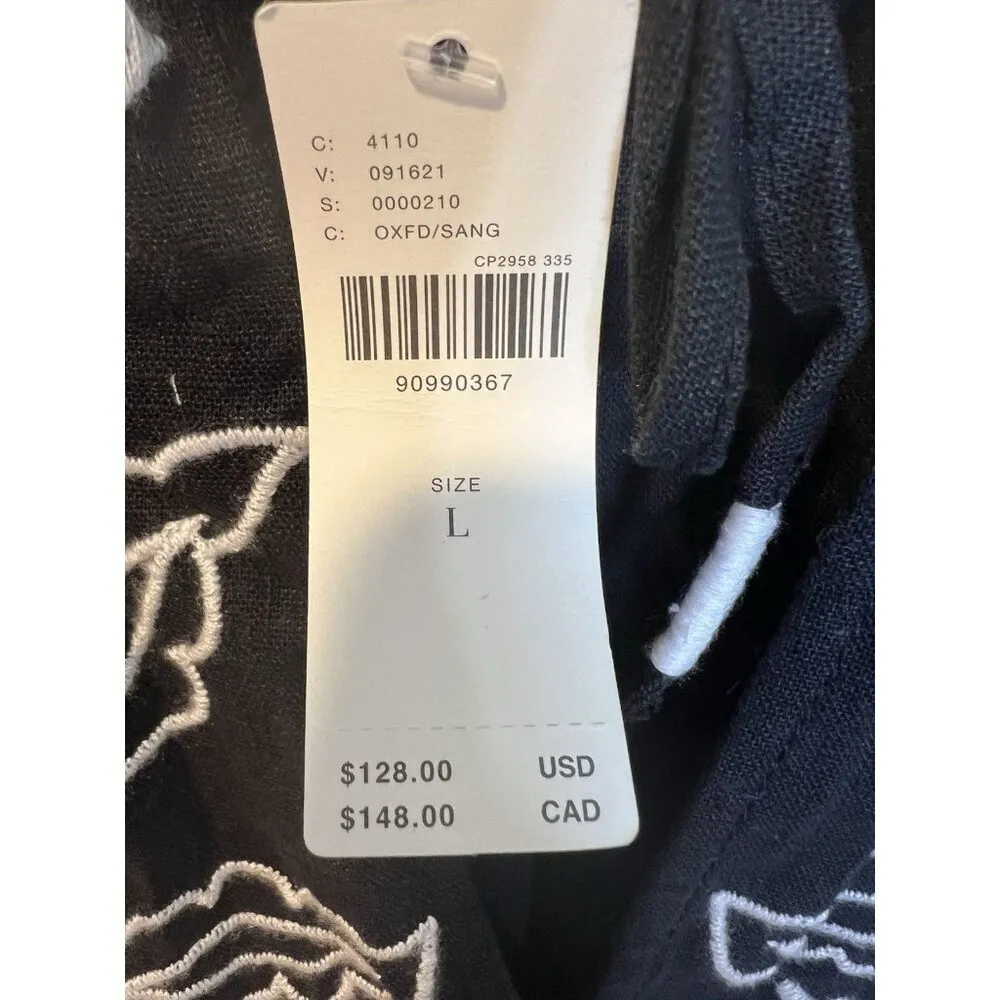 C: 4110
V: 091621
S: 0000210
C: OXFD/SANG
CP2958 335
90990367
SIZE
L
$128.00 USD
$148.00 CAD